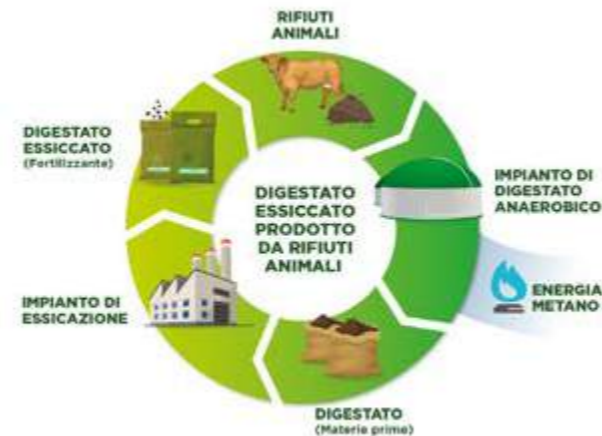 RIFIUTI
ANIMALI
DIGESTATO
ESSICCATO
(Fertilizzante)
DIGESTATO
ESSICCATO
PRODOTTO
DA RIFIUTI
ANIMALI
IMPIANTO DI
DIGESTATO
ANAEROBICO
ENERGIA
METANO
IMPIANTO DI
ESSICAZIONE
DIGESTATO
(Materie prime)